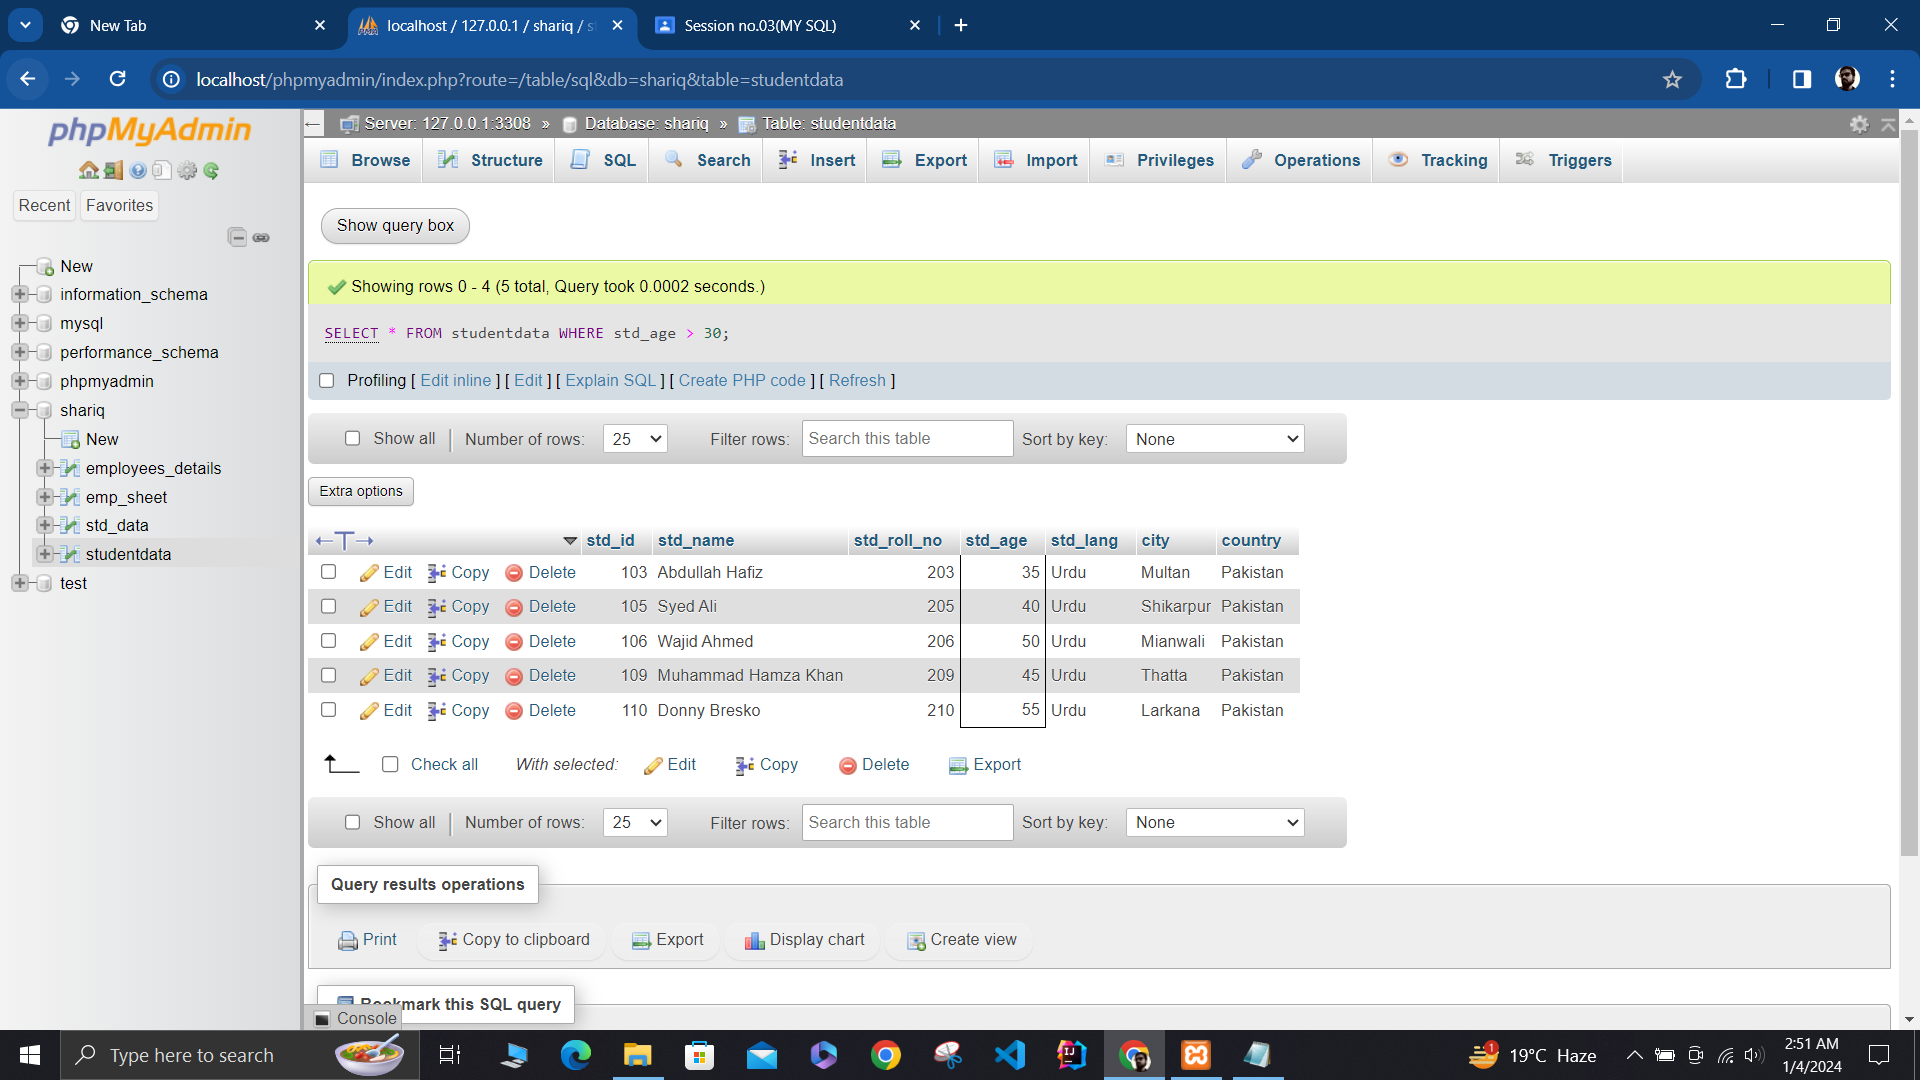 New Tab
localhost / 127.0.0.1 / shariq / s
Session no.03(MY SQL)
localhost/phpmyadmin/index.php?route=/table/sql&db=shariq&table=studentdata
phpMyAdmin
Recent
Favorites
New
information_schema
mysql
performance_schema
phpmyadmin
shariq
New
employees_details
emp_sheet
std_data
studentdata
test
Server: 127.0.0.1:3308 » Database: shariq » Table: studentdata
Browse Structure SQL Search Insert Export Import Privileges Operations Tracking Triggers
Show query box
Showing rows 0 - 4 (5 total, Query took 0.0002 seconds.)
SELECT * FROM studentdata WHERE std_age > 30;
Profiling [ Edit inline ] [ Edit ] [ Explain SQL ] [ Create PHP code ] [ Refresh ]
Show all Number of rows: 25 Filter rows: Search this table Sort by key: None
Extra options
std_id std_name std_roll_no std_age std_lang city country
Edit Copy Delete 103 Abdullah Hafiz 203 35 Urdu Multan Pakistan
Edit Copy Delete 105 Syed Ali 205 40 Urdu Shikarpur Pakistan
Edit Copy Delete 106 Wajid Ahmed 206 50 Urdu Mianwali Pakistan
Edit Copy Delete 109 Muhammad Hamza Khan 209 45 Urdu Thatta Pakistan
Edit Copy Delete 110 Donny Bresko 210 55 Urdu Larkana Pakistan
Check all With selected: Edit Copy Delete Export
Show all Number of rows: 25 Filter rows: Search this table Sort by key: None
Query results operations
Print Copy to clipboard Export Display chart Create view
Bookmark this SQL query
Console
Type here to search
1
19°C Haze
2:51 AM
1/4/2024